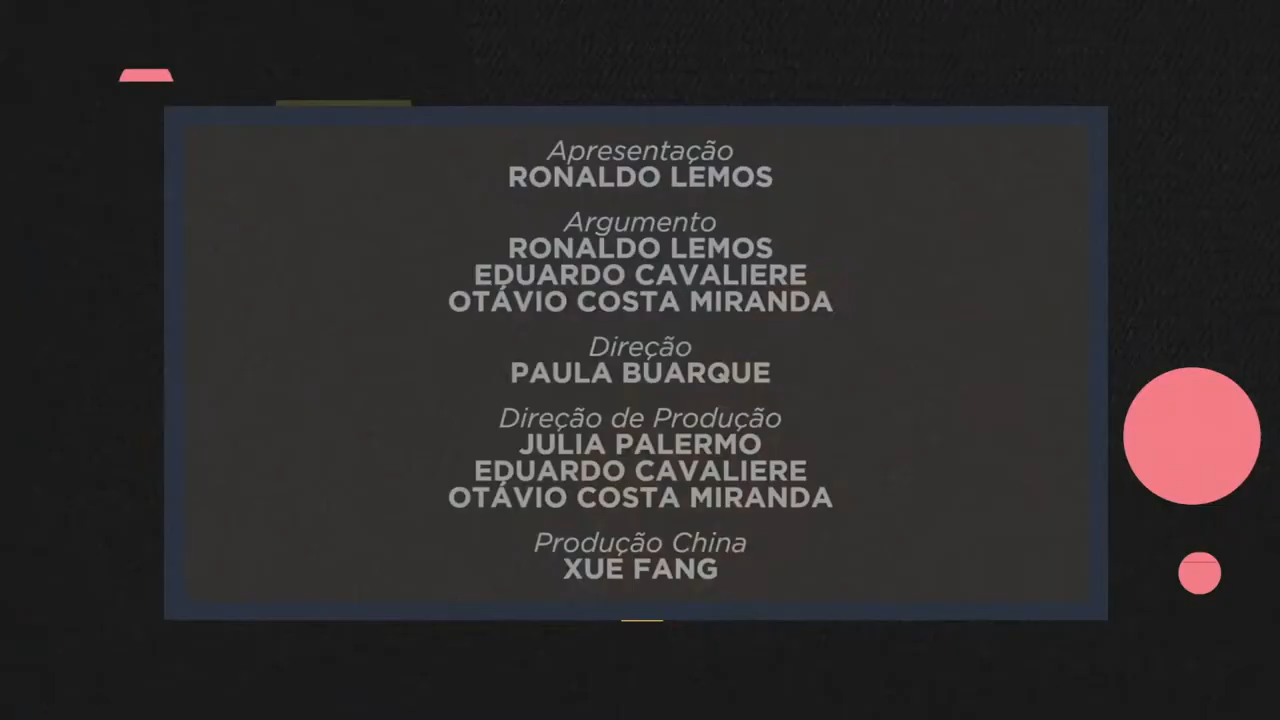 Apresentação
RONALDO LEMOS
Argumento
RONALDO LEMOS
EDUARDO CAVALIERE
OTÁVIO COSTA MIRANDA
Direção
PAULA BUARQUE
Direção de Produção
JULIA PALERMO
EDUARDO CAVALIERE
OTÁVIO COSTA MIRANDA
Produção China
XUE FANG